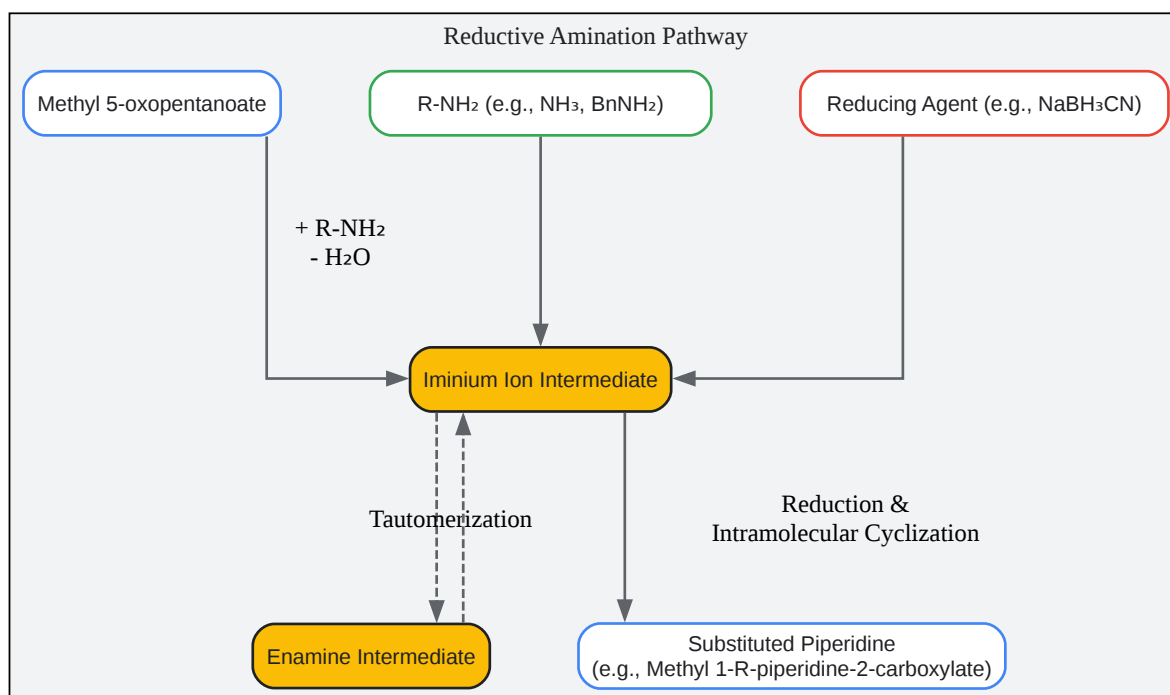 Reductive Amination Pathway
Methyl 5-oxopentanoate
R-NH₂ (e.g., NH₃, BnNH₂)
Reducing Agent (e.g., NaBH₃CN)
+ R-NH₂
- H₂O
Iminium Ion Intermediate
Tautomerization
Reduction &
Intramolecular Cyclization
Enamine Intermediate
Substituted Piperidine
(e.g., Methyl 1-R-piperidine-2-carboxylate)